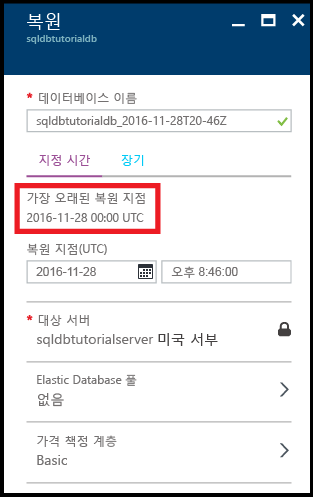 복원
sqldbtutorialdb
* 데이터베이스 이름
sqldbtutorialdb_2016-11-28T20-46Z
지정 시간 장기
가장 오래된 복원 지점
2016-11-28 00:00 UTC
복원 지점(UTC)
2016-11-28 오후 8:46:00
* 대상 서버
sqldbtutorialserver 미국 서부
Elastic Database 풀
없음
가격 책정 계층
Basic